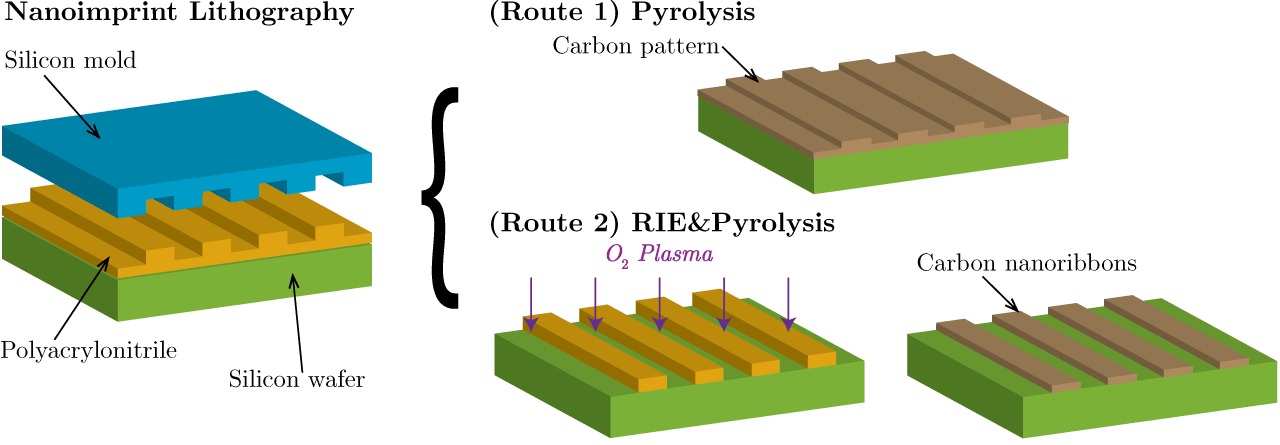 Nanoimprint Lithography
Silicon mold
Polyacrylonitrile
Silicon wafer
(Route 1) Pyrolysis
Carbon pattern
(Route 2) RIE&Pyrolysis
O₂ Plasma
Carbon nanoribbons